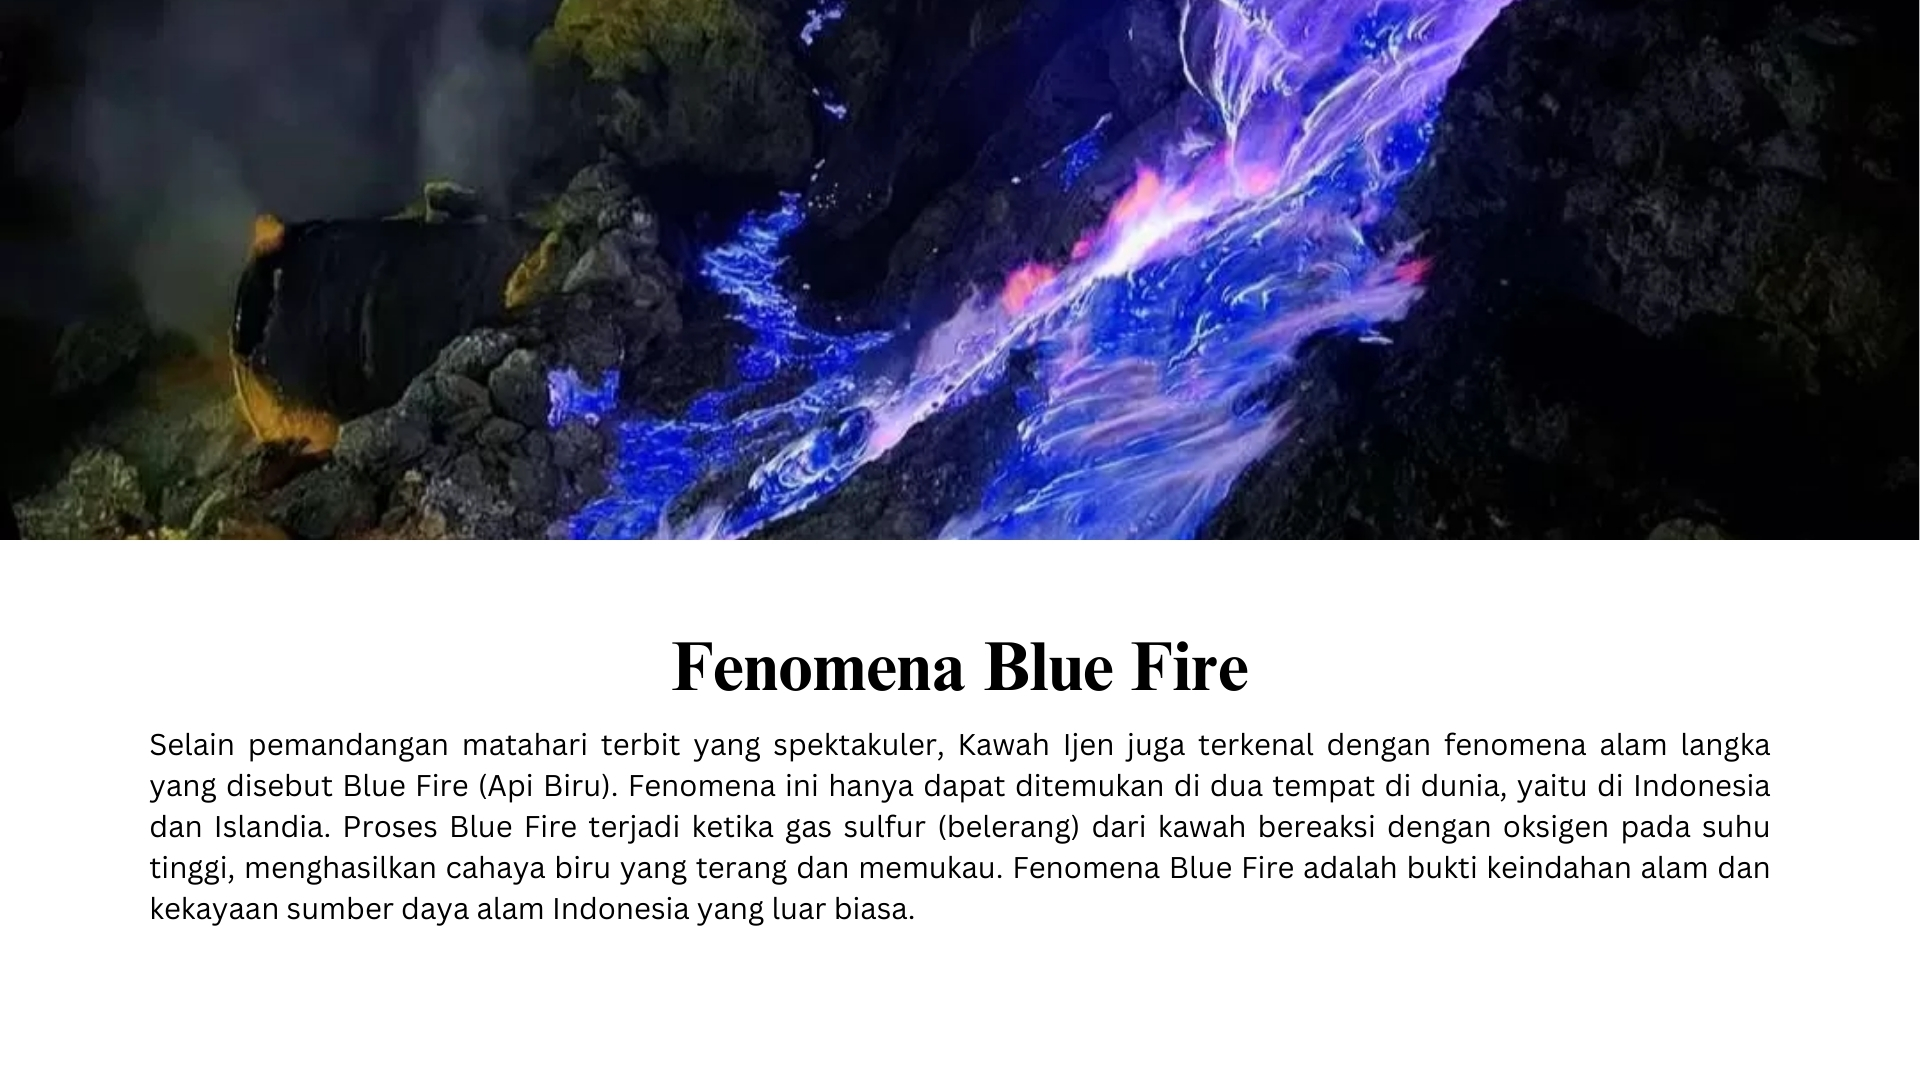 Fenomena Blue Fire
Selain pemandangan matahari terbit yang spektakuler, Kawah Ijen juga terkenal dengan fenomena alam langka
yang disebut Blue Fire (Api Biru). Fenomena ini hanya dapat ditemukan di dua tempat di dunia, yaitu di Indonesia
dan Islandia. Proses Blue Fire terjadi ketika gas sulfur (belerang) dari kawah bereaksi dengan oksigen pada suhu
tinggi, menghasilkan cahaya biru yang terang dan memukau. Fenomena Blue Fire adalah bukti keindahan alam dan
kekayaan sumber daya alam Indonesia yang luar biasa.